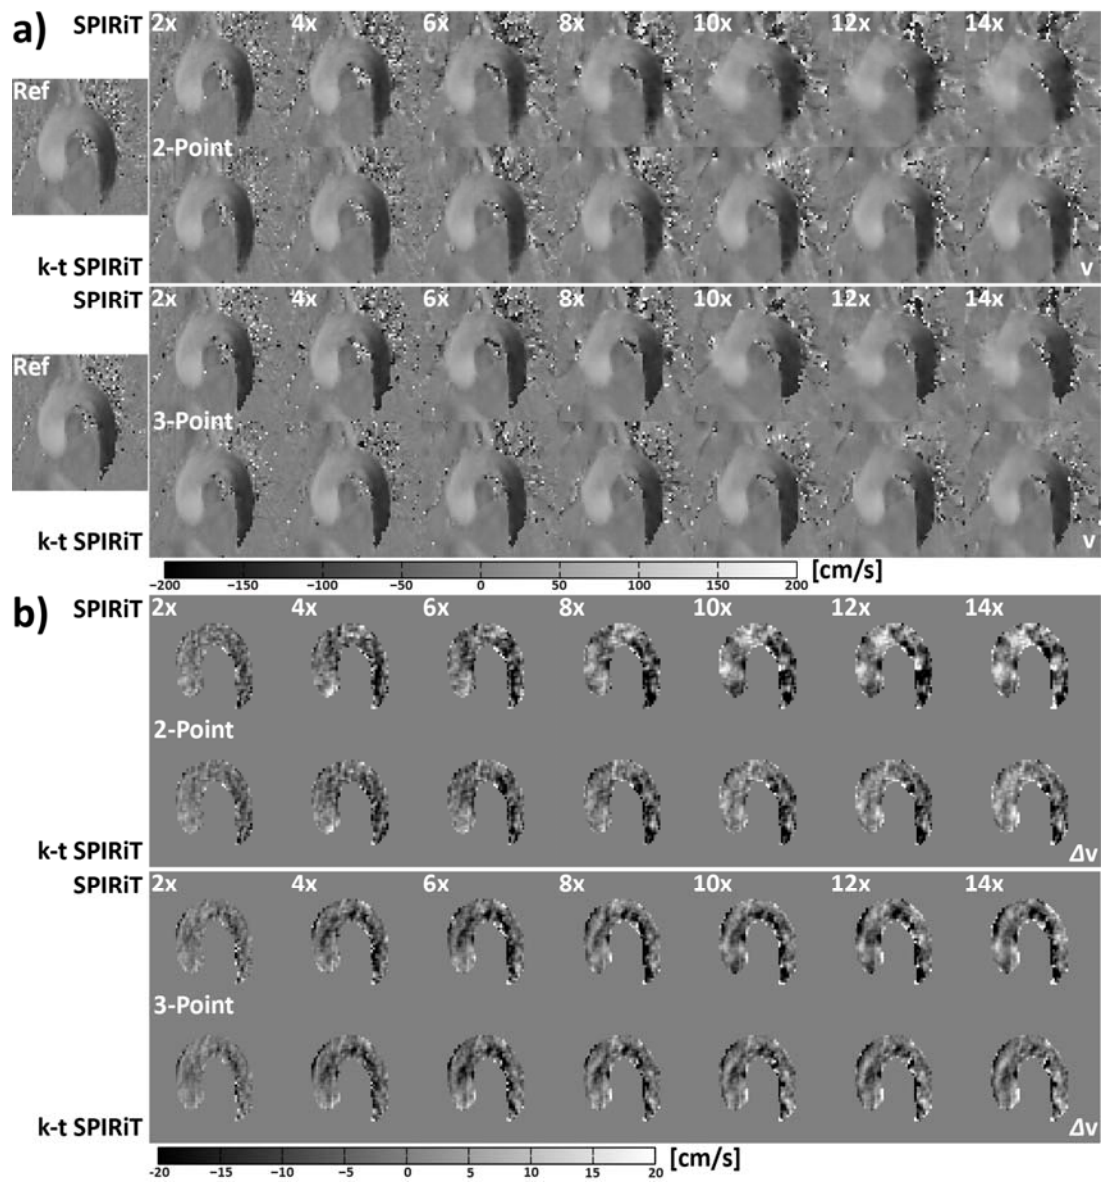 a) SPIRiT 2x 4x 6x 8x 10x 12x 14x
Ref
2-Point
k-t SPIRiT v
SPIRiT 2x 4x 6x 8x 10x 12x 14x
Ref
3-Point
k-t SPIRiT v
−200 −150 −100 −50 0 50 100 150 200 [cm/s]
b) SPIRiT 2x 4x 6x 8x 10x 12x 14x
2-Point
k-t SPIRiT Δv
SPIRiT 2x 4x 6x 8x 10x 12x 14x
3-Point
k-t SPIRiT Δv
-20 −15 −10 −5 0 5 10 15 20 [cm/s]